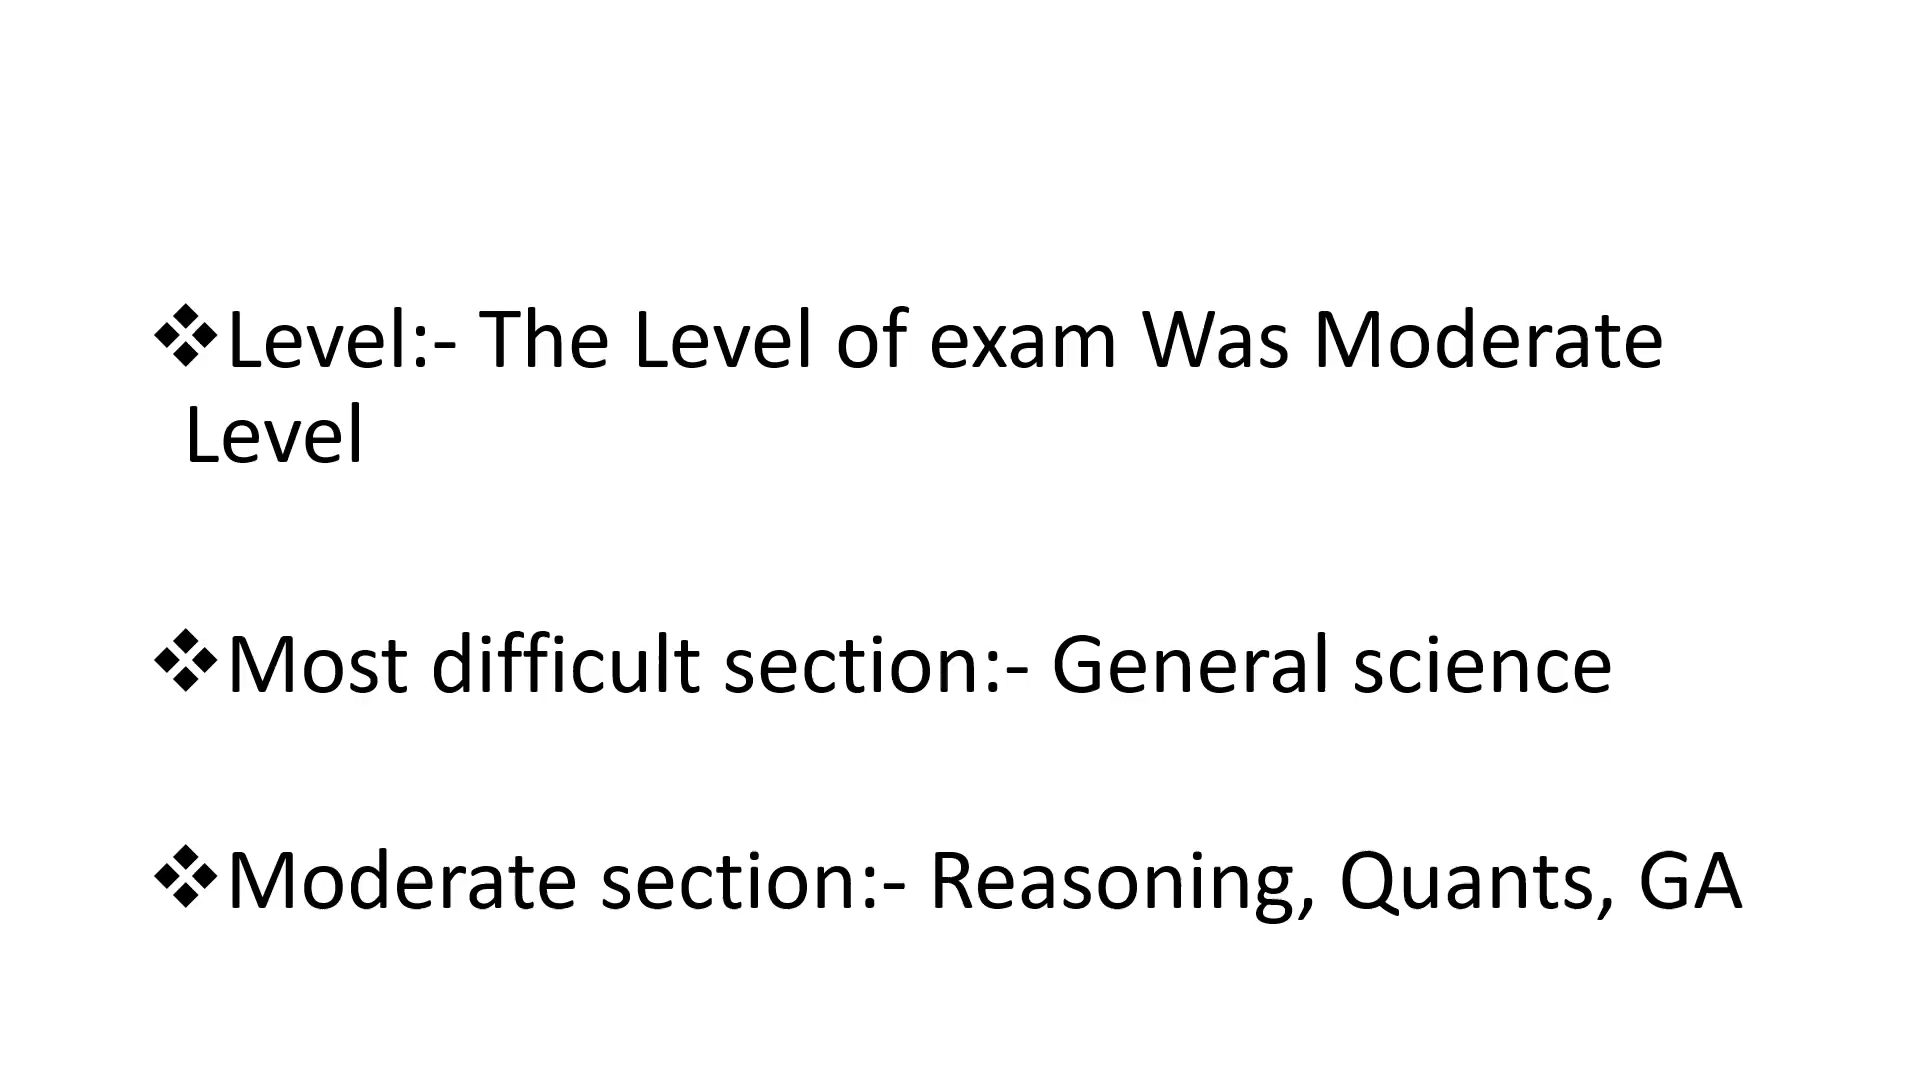 ❖Level:- The Level of exam Was Moderate
Level
❖Most difficult section:- General science
❖Moderate section:- Reasoning, Quants, GA